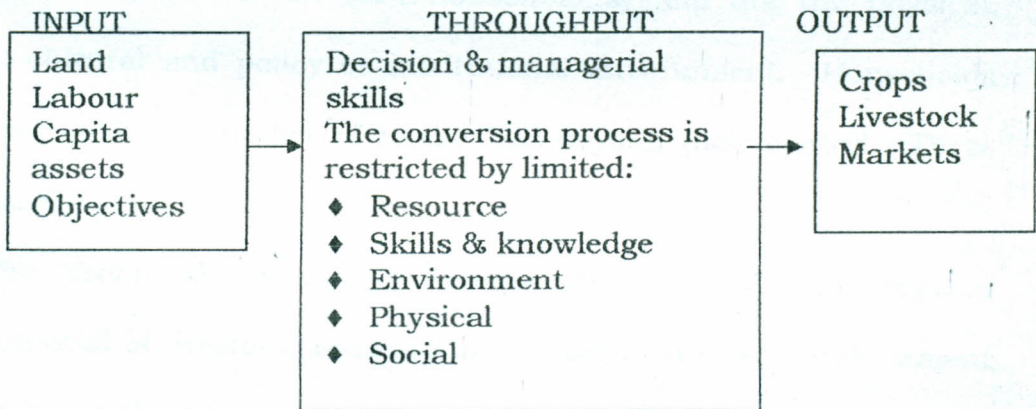 INPUT THROUGHPUT OUTPUT
Land
Labour
Capita
assets
Objectives
Decision & managerial
skills
The conversion process is
restricted by limited:
♦ Resource
♦ Skills & knowledge
♦ Environment
♦ Physical
♦ Social
Crops
Livestock
Markets